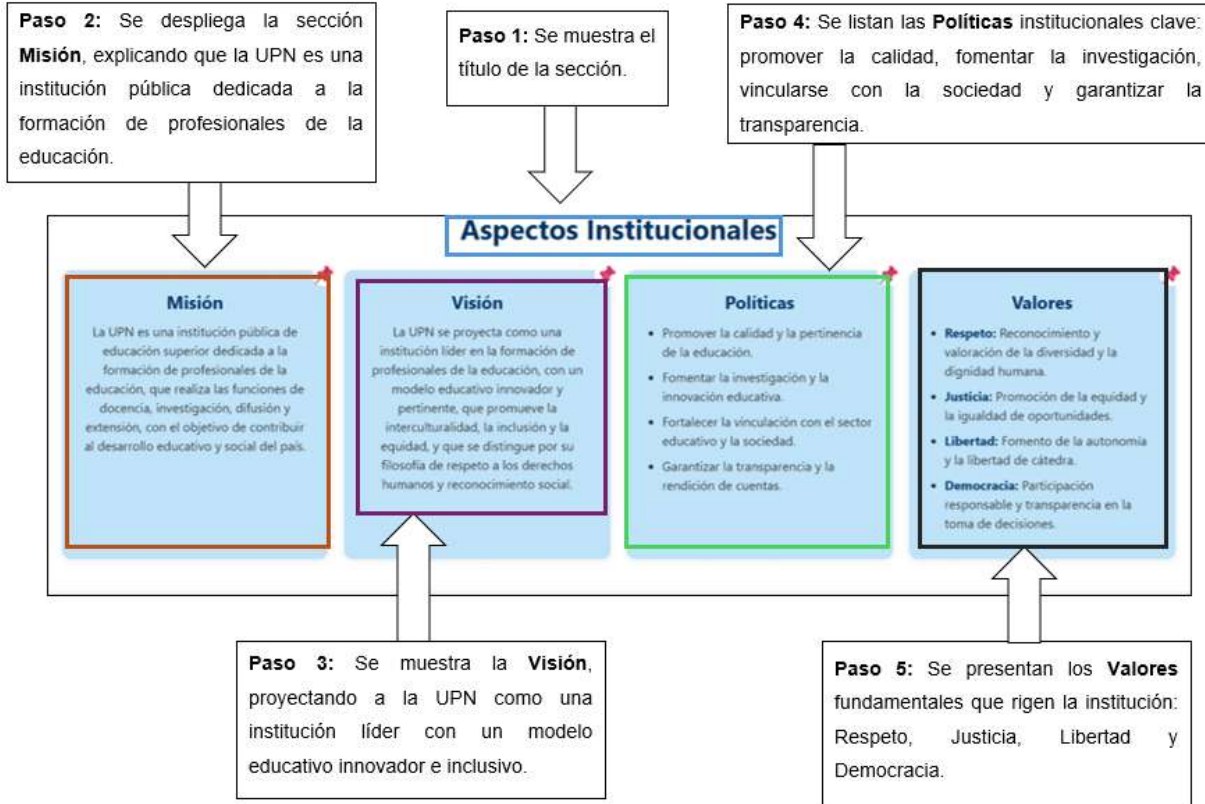 Paso 2: Se despliega la sección
Misión, explicando que la UPN es una
institución pública dedicada a la
formación de profesionales de la
educación.
Paso 1: Se muestra el
título de la sección.
Paso 4: Se listan las Políticas institucionales clave:
promover la calidad, fomentar la investigación,
vincularse con la sociedad y garantizar la
transparencia.
Aspectos Institucionales
Misión
La UPN es una institución pública de
educación superior dedicada a la
formación de profesionales de la
educación, que realiza las funciones de
docencia, investigación, difusión y
extensión, con el objetivo de contribuir
al desarrollo educativo y social del país.
Visión
La UPN se proyecta como una
institución líder en la formación de
profesionales de la educación, con un
modelo educativo innovador y
pertinente, que promueve la
interculturalidad, la inclusión y la
equidad, y que se distingue por su
filosofía de respeto a los derechos
humanos y reconocimiento social.
Políticas
• Promover la calidad y la pertinencia
de la educación.
• Fomentar la investigación y la
innovación educativa.
• Fortalecer la vinculación con el sector
educativo y la sociedad.
• Garantizar la transparencia y la
rendición de cuentas.
Valores
• Respeto: Reconocimiento y
valoración de la diversidad y la
dignidad humana.
• Justicia: Promoción de la equidad y
la igualdad de oportunidades.
• Libertad: Fomento de la autonomía
y la libertad de cátedra.
• Democracia: Participación
responsable y transparencia en la
toma de decisiones.
Paso 3: Se muestra la Visión,
proyectando a la UPN como una
institución líder con un modelo
educativo innovador e inclusivo.
Paso 5: Se presentan los Valores
fundamentales que rigen la institución:
Respeto, Justicia, Libertad y
Democracia.